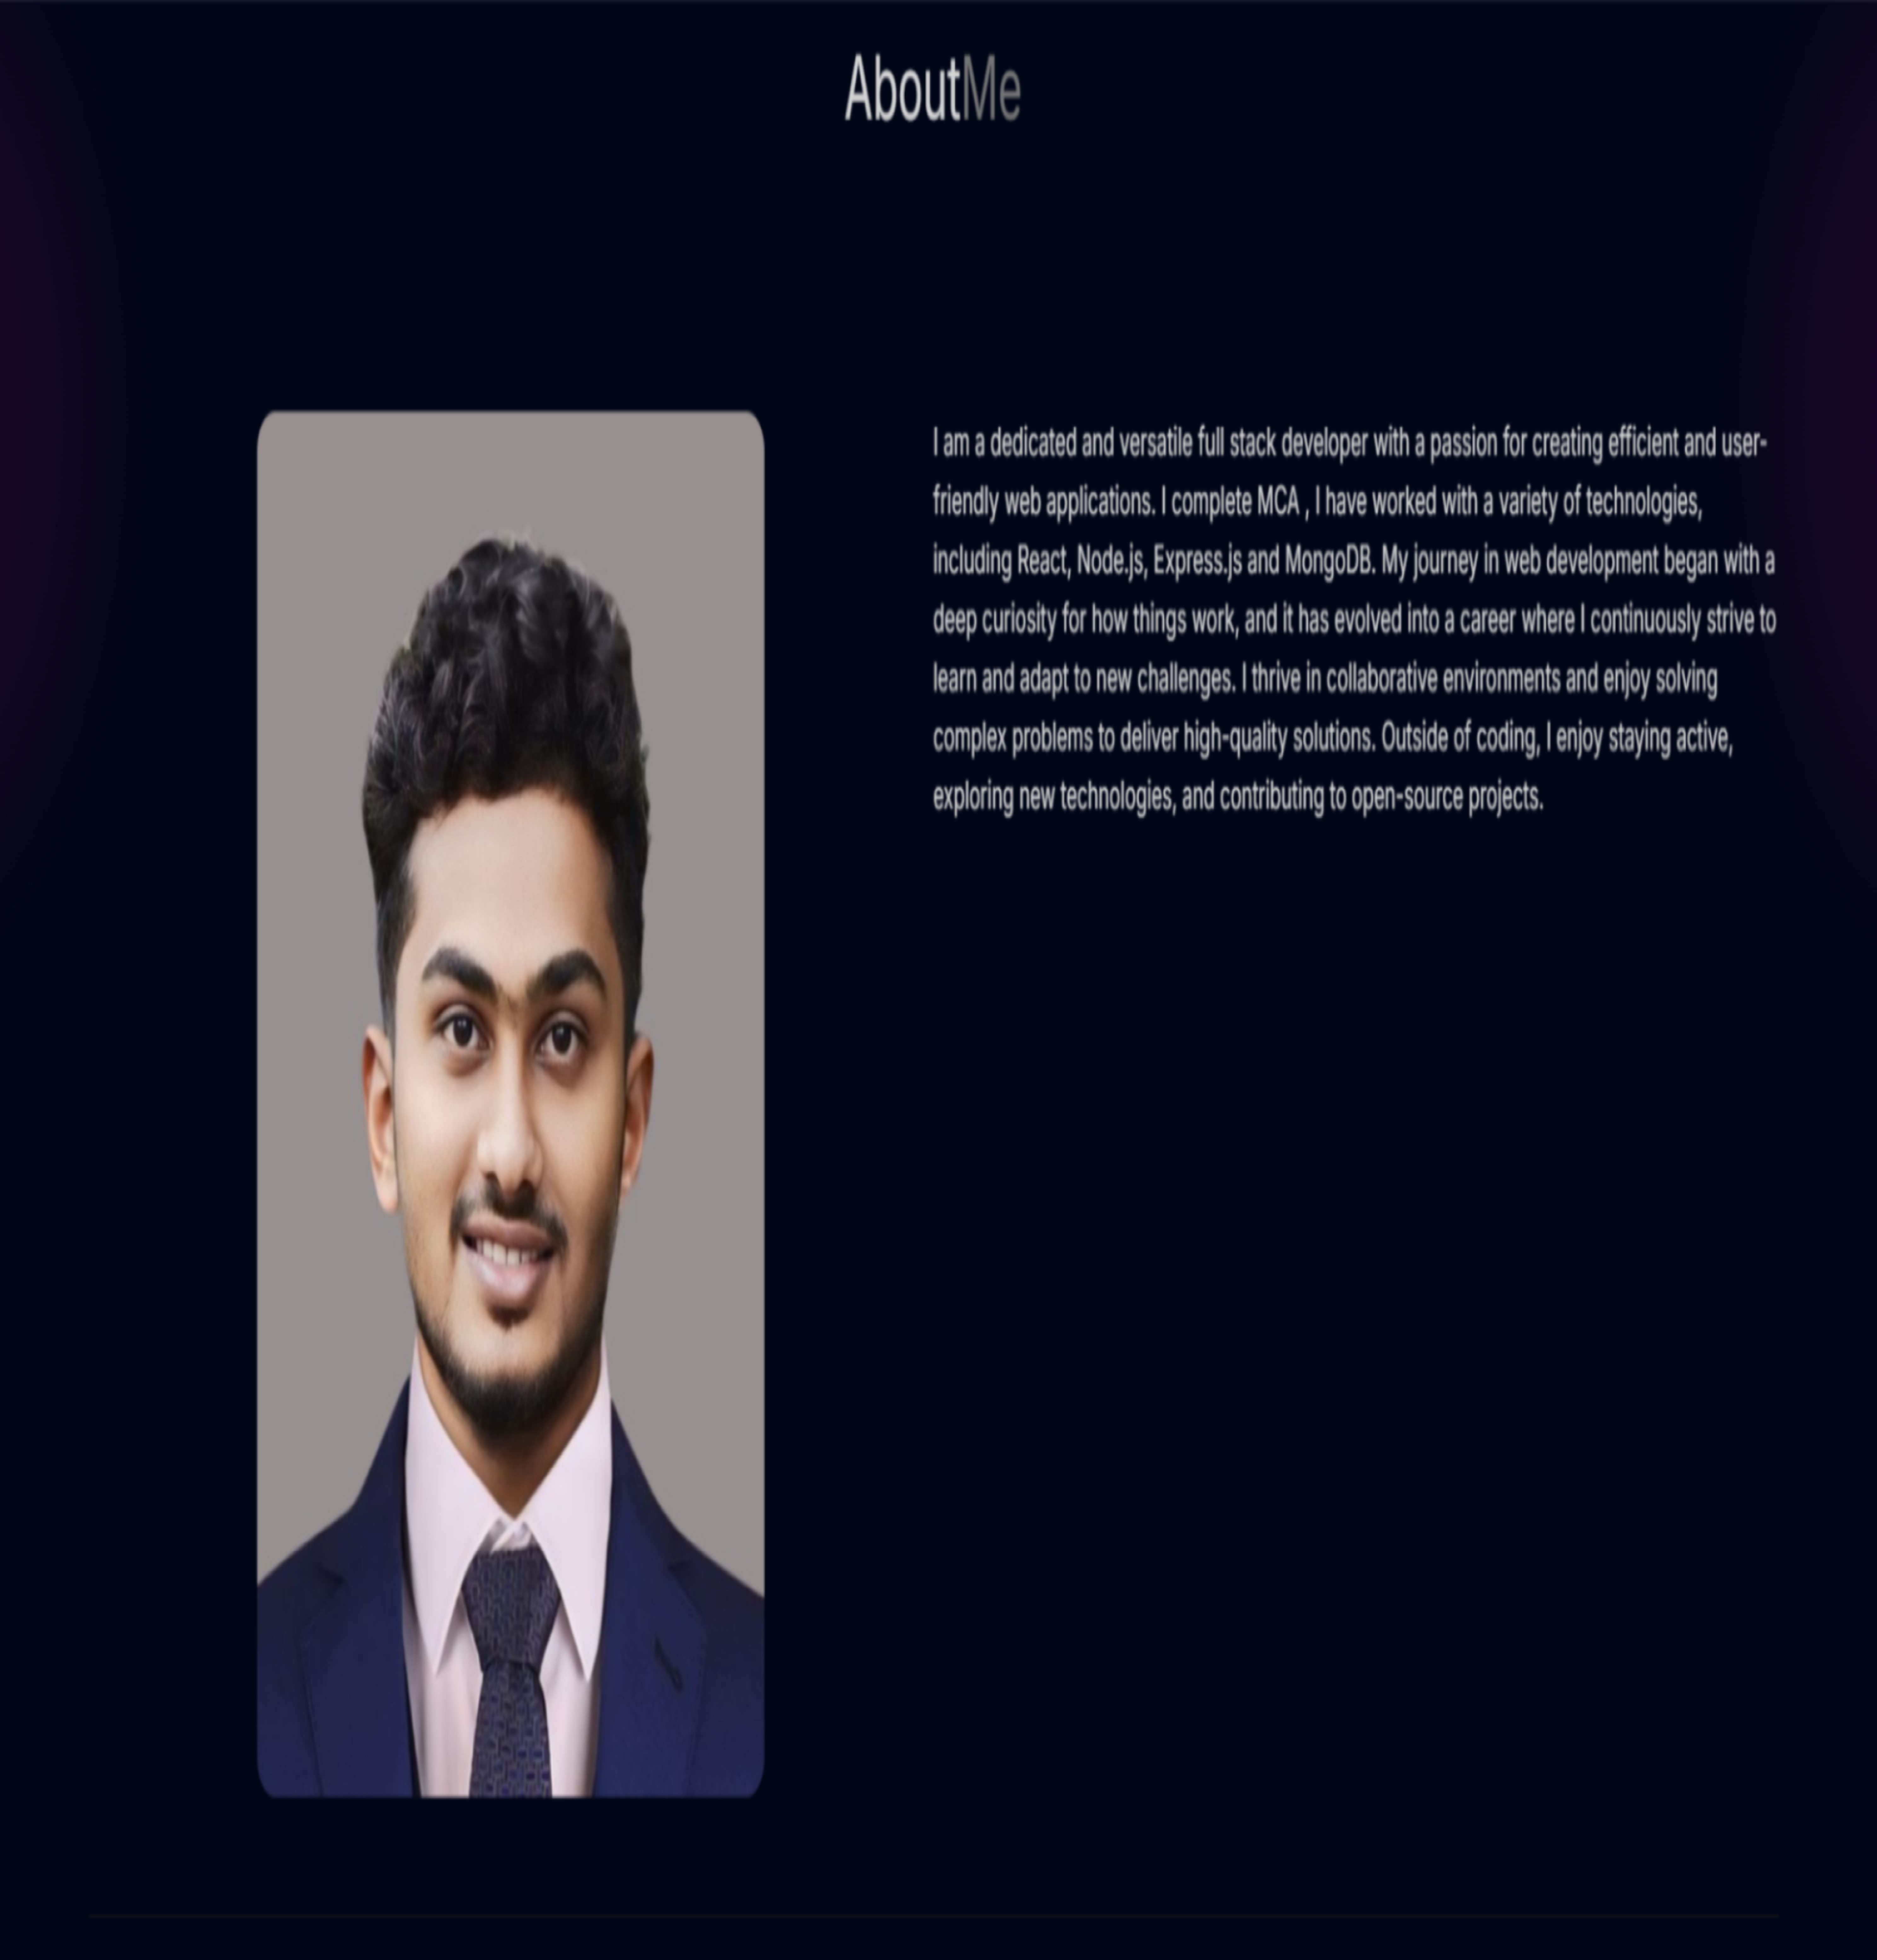 AboutMe
I am a dedicated and versatile full stack developer with a passion for creating efficient and user-
friendly web applications. I complete MCA , I have worked with a variety of technologies,
including React, Node.js, Express.js and MongoDB. My journey in web development began with a
deep curiosity for how things work, and it has evolved into a career where I continuously strive to
learn and adapt to new challenges. I thrive in collaborative environments and enjoy solving
complex problems to deliver high-quality solutions. Outside of coding, I enjoy staying active,
exploring new technologies, and contributing to open-source projects.